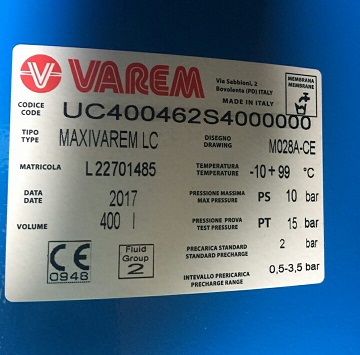 VAREM
Via Sabbioni, 2
Bovolenta (PD) ITALY
MADE IN ITALY
MEMBRANA
MEMBRANE
CODICE
CODE
UC400462S4000000
TIPO
TYPE
MAXIVAREM LC
DISEGNO
DRAWING
M028A-CE
MATRICOLA
L22701485
TEMPERATURA
TEMPERATURE
-10 + 99 °C
DATA
DATE
2017
PRESSIONE MASSIMA
MAX PRESSURE
PS
10 bar
VOLUME
400 l
PRESSIONE PROVA
TEST PRESSURE
PT
15 bar
PRECARICA STANDARD
STANDARD PRECHARGE
2 bar
CE
0948
Fluid
Group
2
INTERVALLO PRERICARICA
PRECHARGE RANGE
0,5-3,5 bar